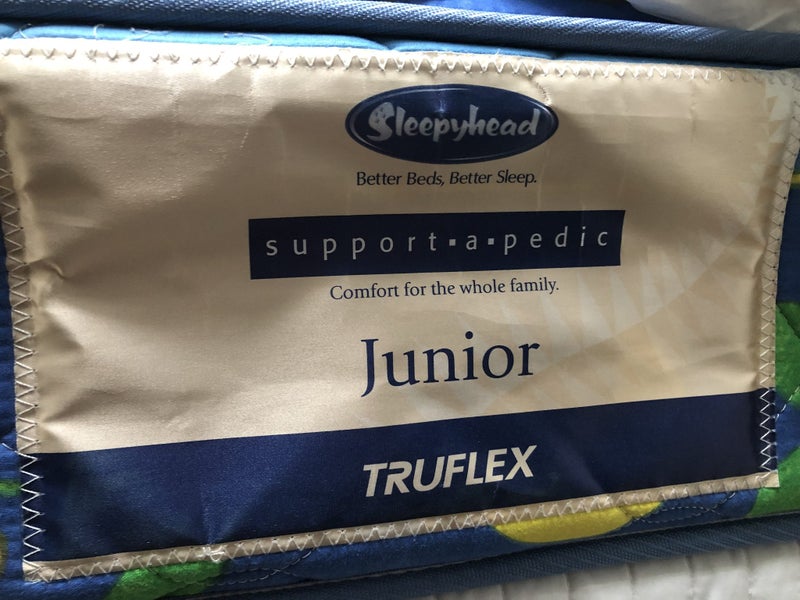 Sleepyhead
Better Beds, Better Sleep.
support▪a▪pedic
Comfort for the whole family.
Junior
TRUFLEX